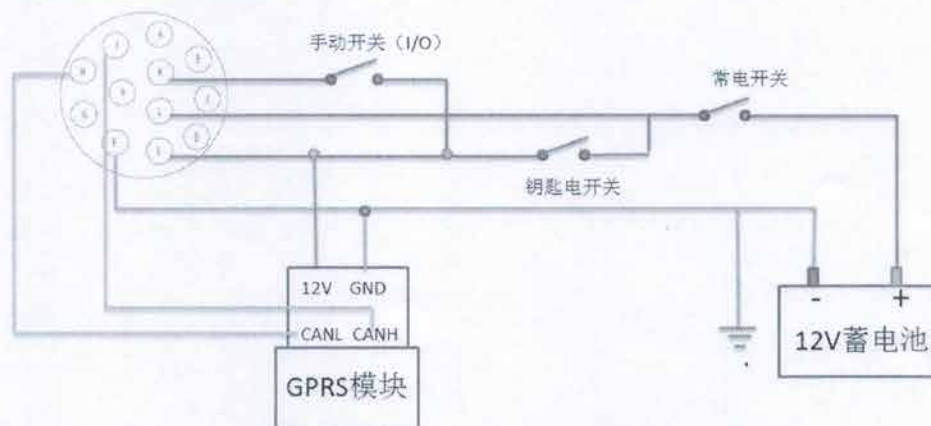 手动开关（I/O）
常电开关
钥匙电开关
12V GND
CANL CANH
GPRS模块
- +
12V蓄电池